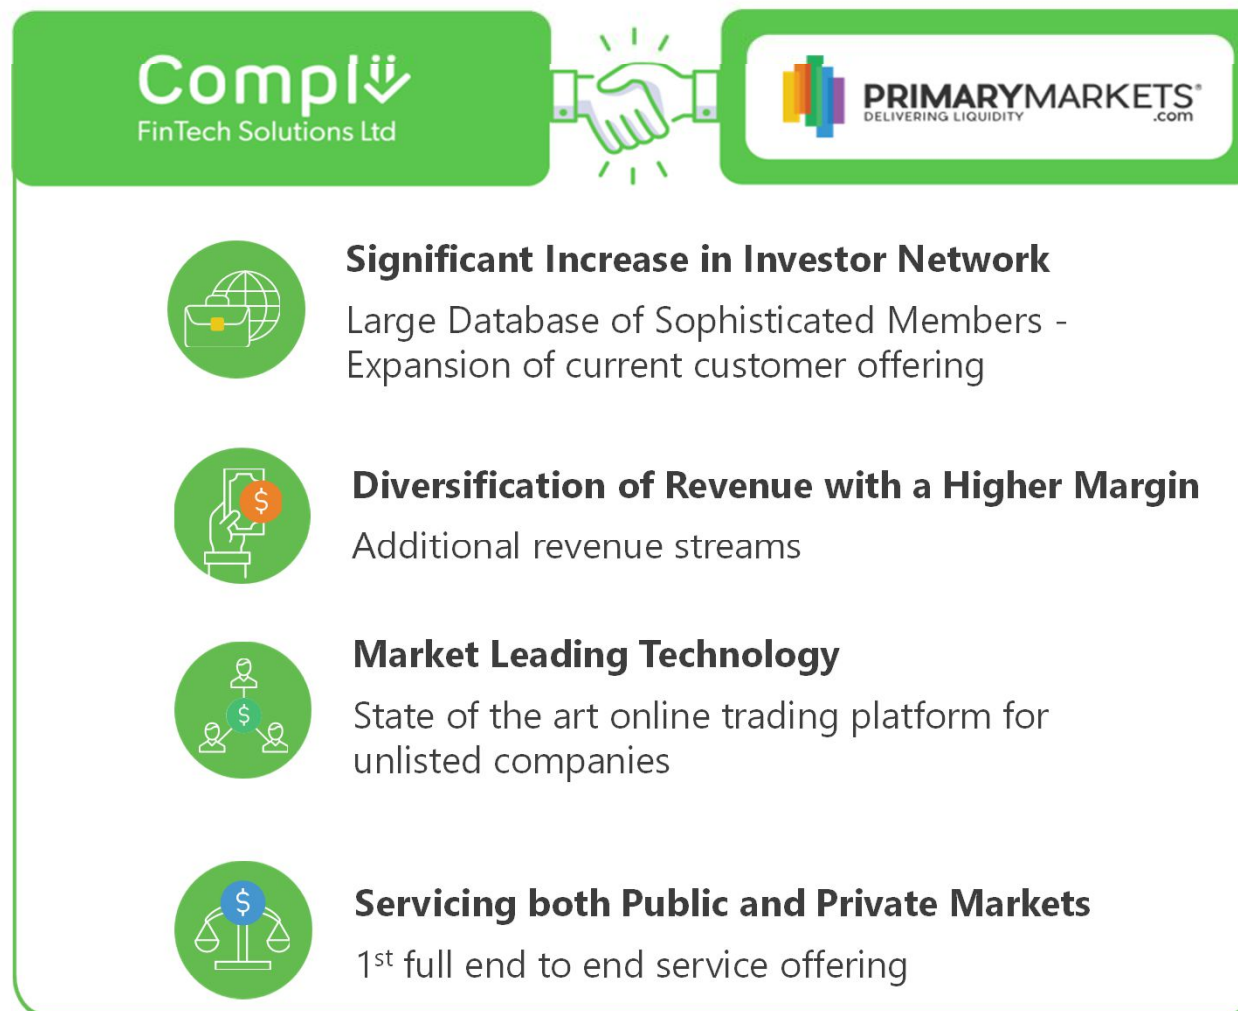 Complii
FinTech Solutions Ltd
PRIMARYMARKETS®
DELIVERING LIQUIDITY .com
Significant Increase in Investor Network
Large Database of Sophisticated Members -
Expansion of current customer offering
$
Diversification of Revenue with a Higher Margin
Additional revenue streams
$
Market Leading Technology
State of the art online trading platform for
unlisted companies
$
Servicing both Public and Private Markets
1st full end to end service offering